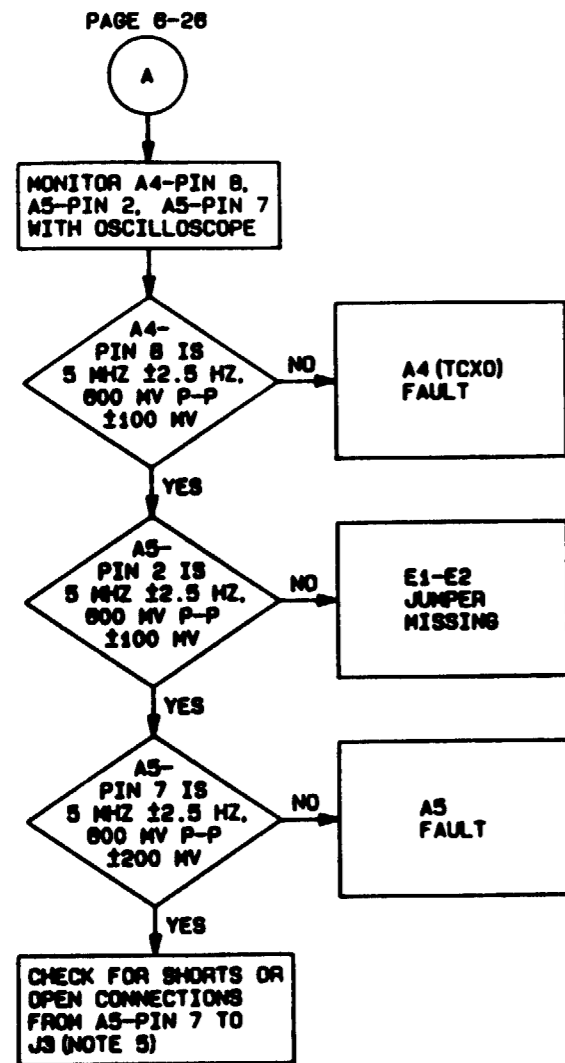 PAGE 6-26
A
MONITOR A4-PIN 8,
A5-PIN 2, A5-PIN 7
WITH OSCILLOSCOPE
A4-
PIN 8 IS
5 MHZ ±2.5 HZ,
600 MV P-P
±100 MV
NO
A4 (TCXO)
FAULT
YES
A5-
PIN 2 IS
5 MHZ ±2.5 HZ,
600 MV P-P
±100 MV
NO
E1-E2
JUMPER
MISSING
YES
A5-
PIN 7 IS
5 MHZ ±2.5 HZ,
600 MV P-P
±200 MV
NO
A5
FAULT
YES
CHECK FOR SHORTS OR
OPEN CONNECTIONS
FROM A5-PIN 7 TO
J3 (NOTE 5)